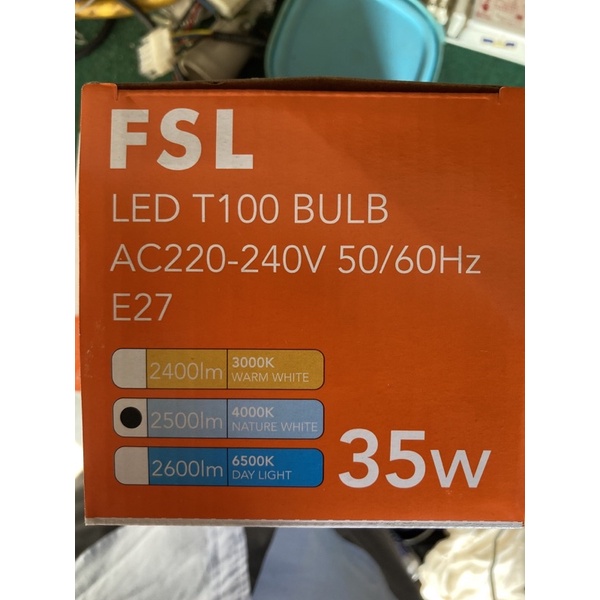 FSL
LED T100 BULB
AC220-240V 50/60Hz
E27
2400lm 3000K WARM WHITE
2500lm 4000K NATURE WHITE
2600lm 6500K DAY LIGHT
35W